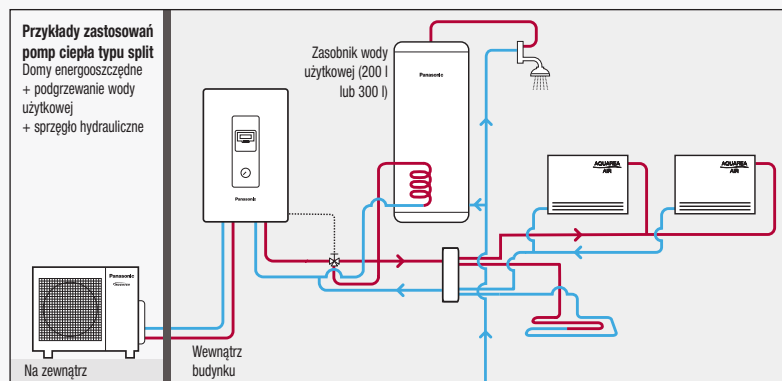 Przykłady zastosowań
pomp ciepła typu split
Domy energooszczędne
+ podgrzewanie wody
użytkowej
+ sprzęgło hydrauliczne
Zasobnik wody
użytkowej (200 l
lub 300 l)
Panasonic
Panasonic
AQUAREA
AIR
AQUAREA
AIR
Panasonic
Na zewnątrz
Wewnątrz
budynku